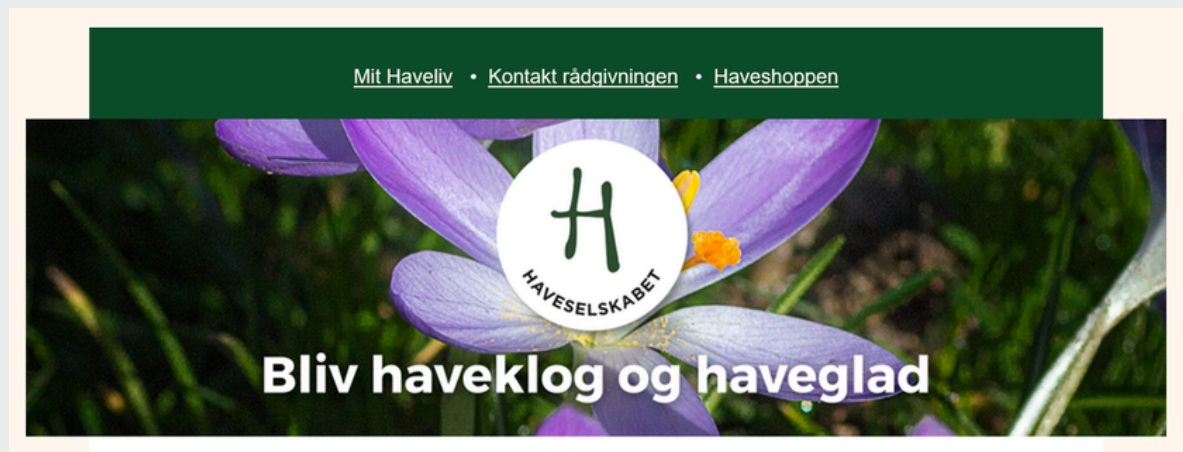 Mit Haveliv • Kontakt rådgivningen • Haveshoppen
H
HAVESELSKABET
Bliv haveklog og haveglad